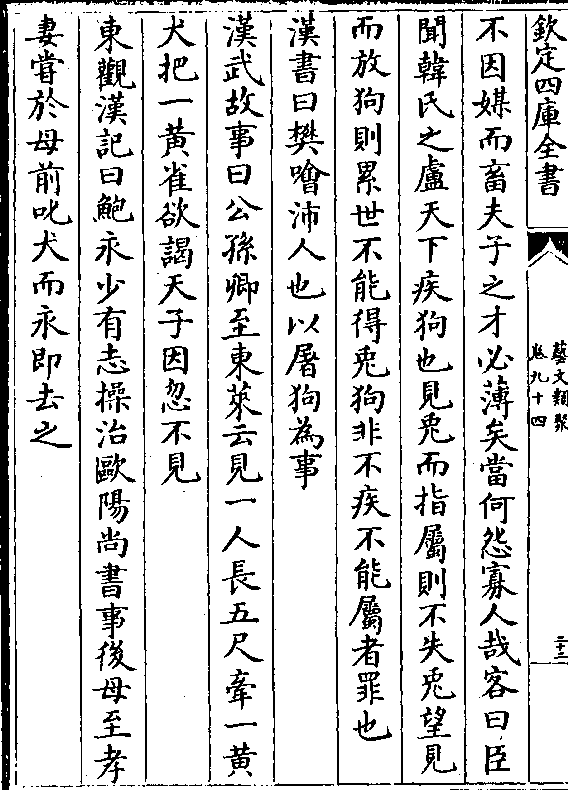 欽定四庫全書
藝文類聚
卷九十四
二十三
不因媒而畜夫子之才必薄矣當何怨寡人哉客曰臣
聞韓氏之盧天下疾狗也見兎而指屬則不失兎望見
而放狗則累世不能得兎狗非不疾不能屬者罪也
漢書曰樊噲沛人也以屠狗為事
漢武故事曰公孫卿至東萊云見一人長五尺牽一黄
犬把一黄雀欲謁天子因忽不見
東觀漢記曰鮑永少有志操治歐陽尚書事後母至孝
妻嘗於母前叱犬而永即去之